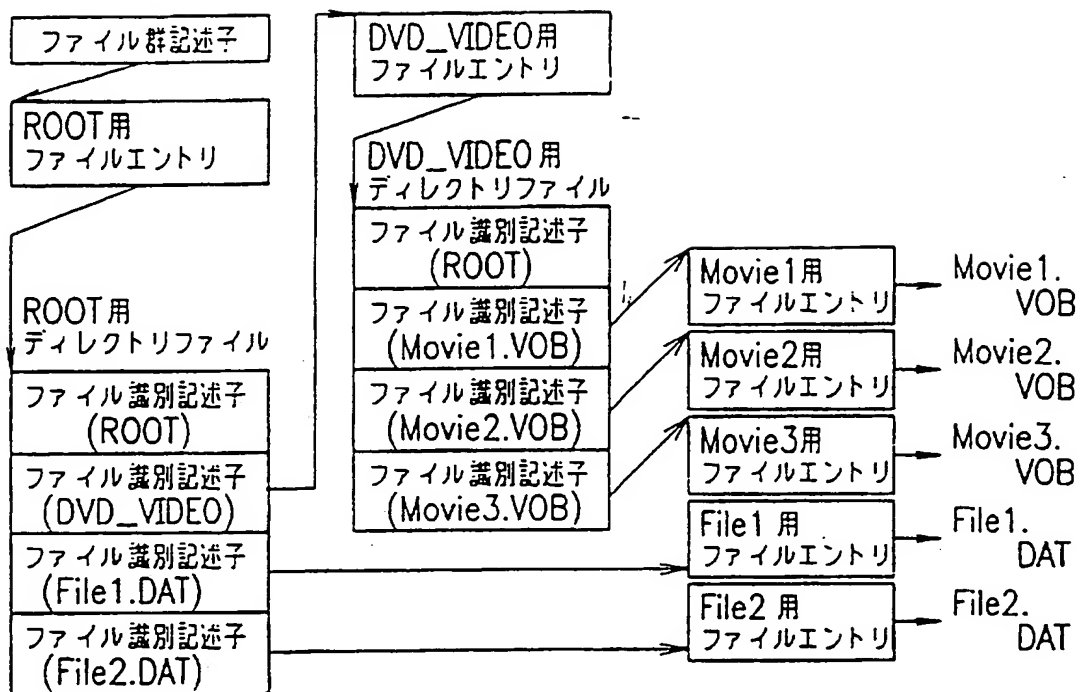 ファイル群記述子
ROOT用
ファイルエントリ
ROOT用
ディレクトリファイル
ファイル識別記述子
(ROOT)
ファイル識別記述子
(DVD_VIDEO)
ファイル識別記述子
(File1.DAT)
ファイル識別記述子
(File2.DAT)
DVD_VIDEO用
ファイルエントリ
DVD_VIDEO用
ディレクトリファイル
ファイル識別記述子
(ROOT)
ファイル識別記述子
(Movie1.VOB)
ファイル識別記述子
(Movie2.VOB)
ファイル識別記述子
(Movie3.VOB)
Movie1用
ファイルエントリ
Movie1.
VOB
Movie2用
ファイルエントリ
Movie2.
VOB
Movie3用
ファイルエントリ
Movie3.
VOB
File1 用
ファイルエントリ
File1.
DAT
File2 用
ファイルエントリ
File2.
DAT